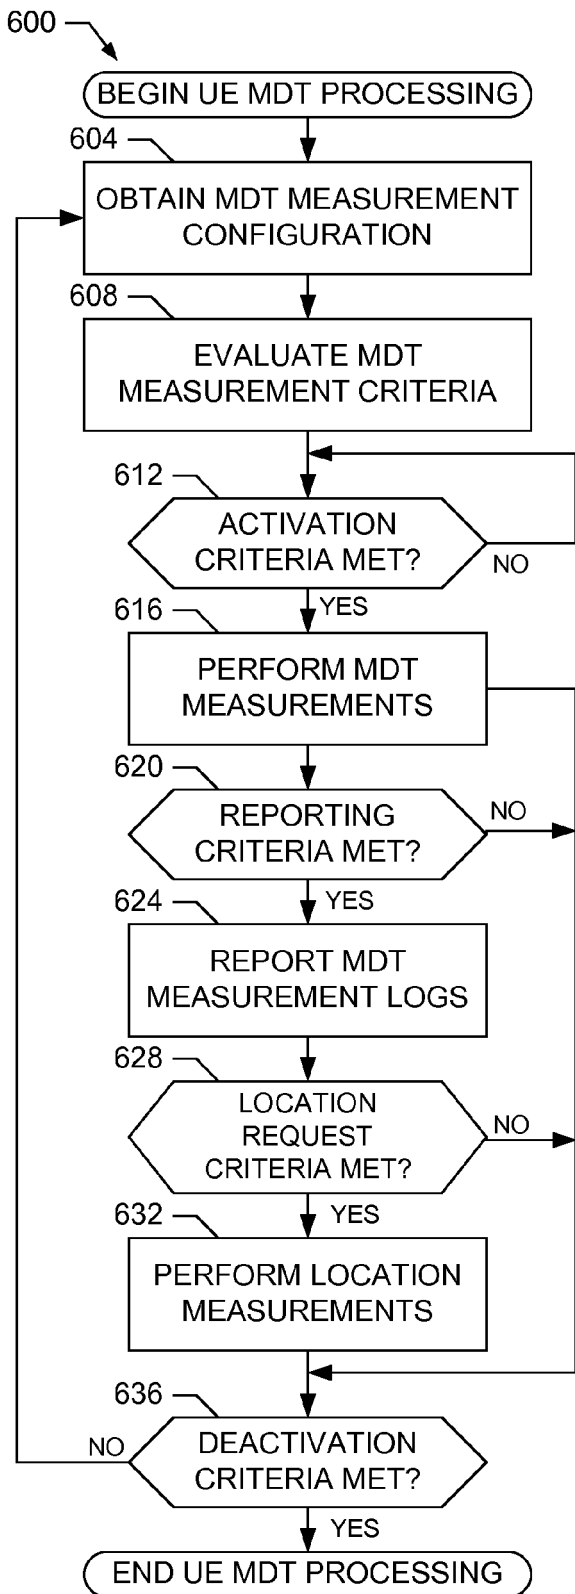 600
BEGIN UE MDT PROCESSING
604
OBTAIN MDT MEASUREMENT
CONFIGURATION
608
EVALUATE MDT
MEASUREMENT CRITERIA
612
ACTIVATION
CRITERIA MET?
NO
YES
616
PERFORM MDT
MEASUREMENTS
620
REPORTING
CRITERIA MET?
NO
YES
624
REPORT MDT
MEASUREMENT LOGS
628
LOCATION
REQUEST
CRITERIA MET?
NO
YES
632
PERFORM LOCATION
MEASUREMENTS
636
DEACTIVATION
CRITERIA MET?
NO
YES
END UE MDT PROCESSING